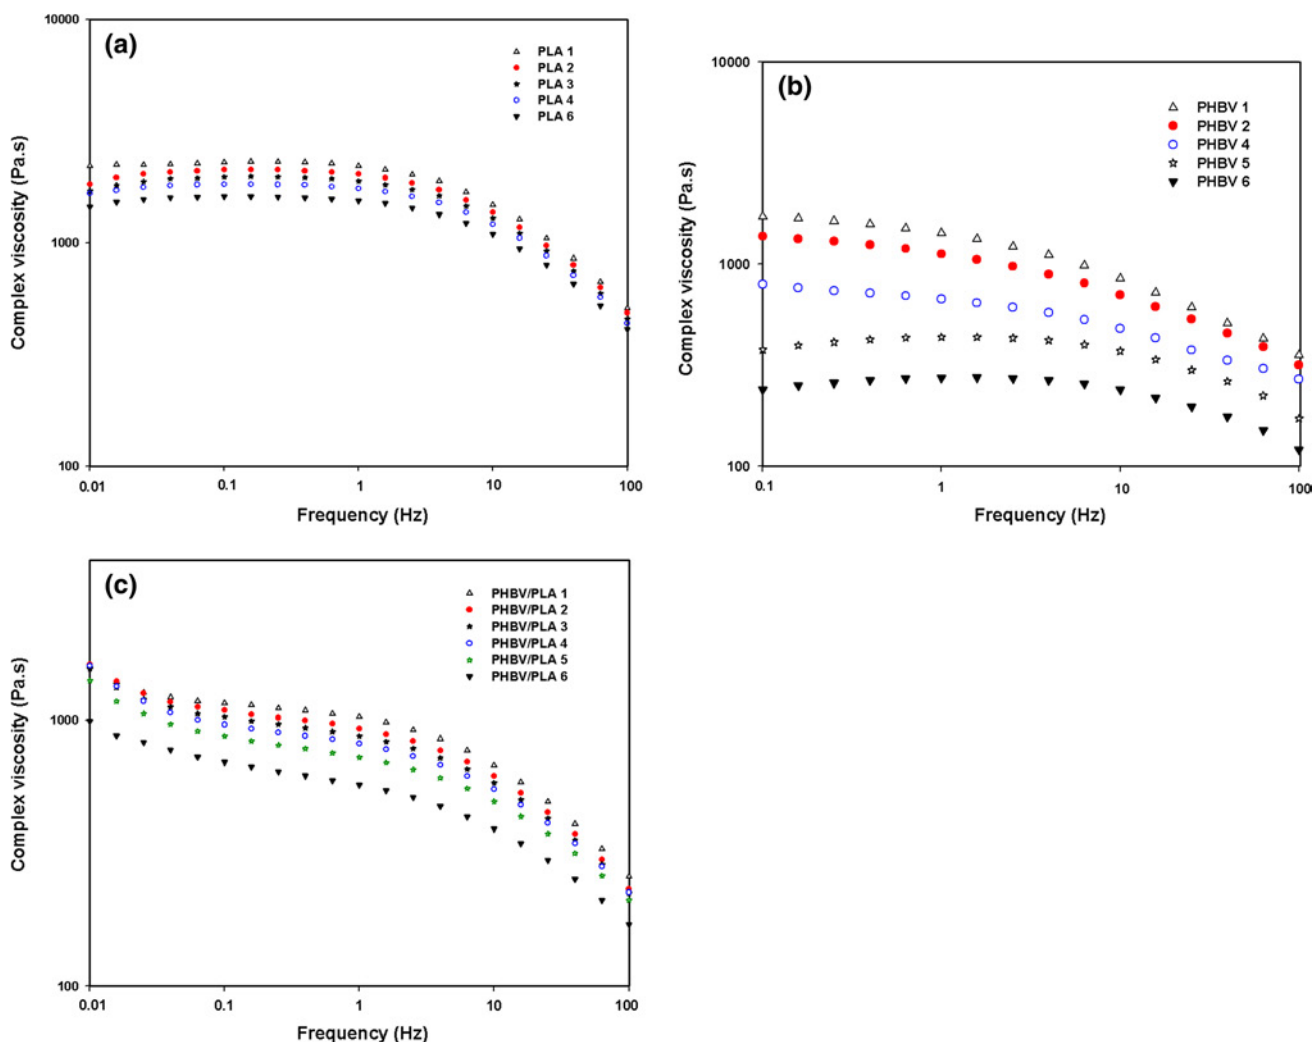 (a)
10000
1000
100
Complex viscosity (Pa.s)
PLA 1
PLA 2
PLA 3
PLA 4
PLA 6
0.01 0.1 1 10 100
Frequency (Hz)
(b)
10000
1000
100
Complex viscosity (Pa.s)
PHBV 1
PHBV 2
PHBV 4
PHBV 5
PHBV 6
0.1 1 10 100
Frequency (Hz)
(c)
1000
100
Complex viscosity (Pa.s)
PHBV/PLA 1
PHBV/PLA 2
PHBV/PLA 3
PHBV/PLA 4
PHBV/PLA 5
PHBV/PLA 6
0.01 0.1 1 10 100
Frequency (Hz)